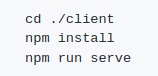 cd ./client
npm install
npm run serve